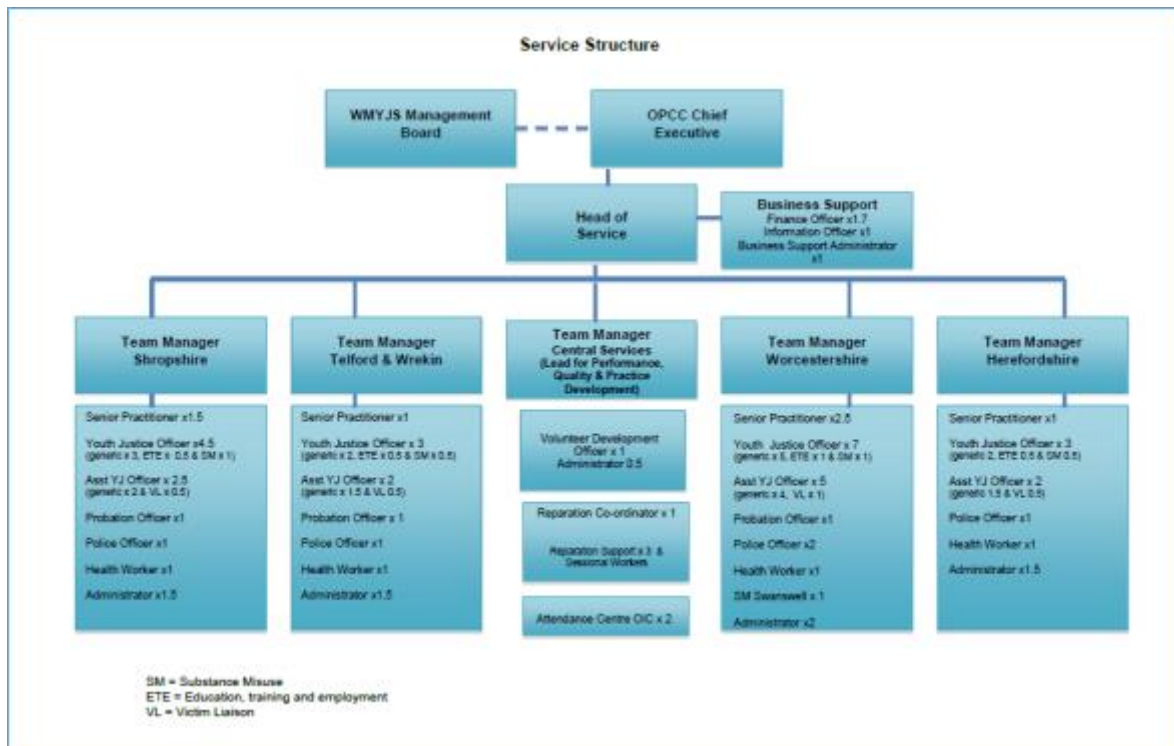 Service Structure
WMYJS Management
Board
OPCC Chief
Executive
Head of
Service
Business Support
Finance Officer x1.7
Information Officer x1
Business Support Administrator
x1
Team Manager
Shropshire
Senior Practitioner x1.5
Youth Justice Officer x4.5
(generic x 3, ETE x 0.5 & SM x 1)
Asst YJ Officer x 2.5
(generic x 2 & VL x 0.5)
Probation Officer x1
Police Officer x1
Health Worker x1
Administrator x1.5
Team Manager
Telford & Wrekin
Senior Practitioner x1
Youth Justice Officer x 3
(generic x 2, ETE x 0.5 & SM x 0.5)
Asst YJ Officer x 2
(generic x 1.5 & VL 0.5)
Probation Officer x 1
Police Officer x1
Health Worker x1
Administrator x1.5
Team Manager
Central Services
(Lead for Performance,
Quality & Practice
Development)
Volunteer Development
Officer x 1
Administrator 0.5
Reparation Co-ordinator x 1
Reparation Support x 3 &
Sessional Workers
Attendance Centre OIC x 2
Team Manager
Worcestershire
Senior Practitioner x2.5
Youth Justice Officer x 7
(generic x 5, ETE x 1 & SM x 1)
Asst YJ Officer x 5
(generic x 4, VL x 1)
Probation Officer x1
Police Officer x2
Health Worker x1
SM Swanswell x 1
Administrator x2
Team Manager
Herefordshire
Senior Practitioner x1
Youth Justice Officer x 3
(generic 2, ETE 0.5 & SM 0.5)
Asst YJ Officer x 2
(generic 1.5 & VL 0.5)
Police Officer x1
Health Worker x1
Administrator x1.5
SM = Substance Misuse
ETE = Education, training and employment
VL = Victim Liaison